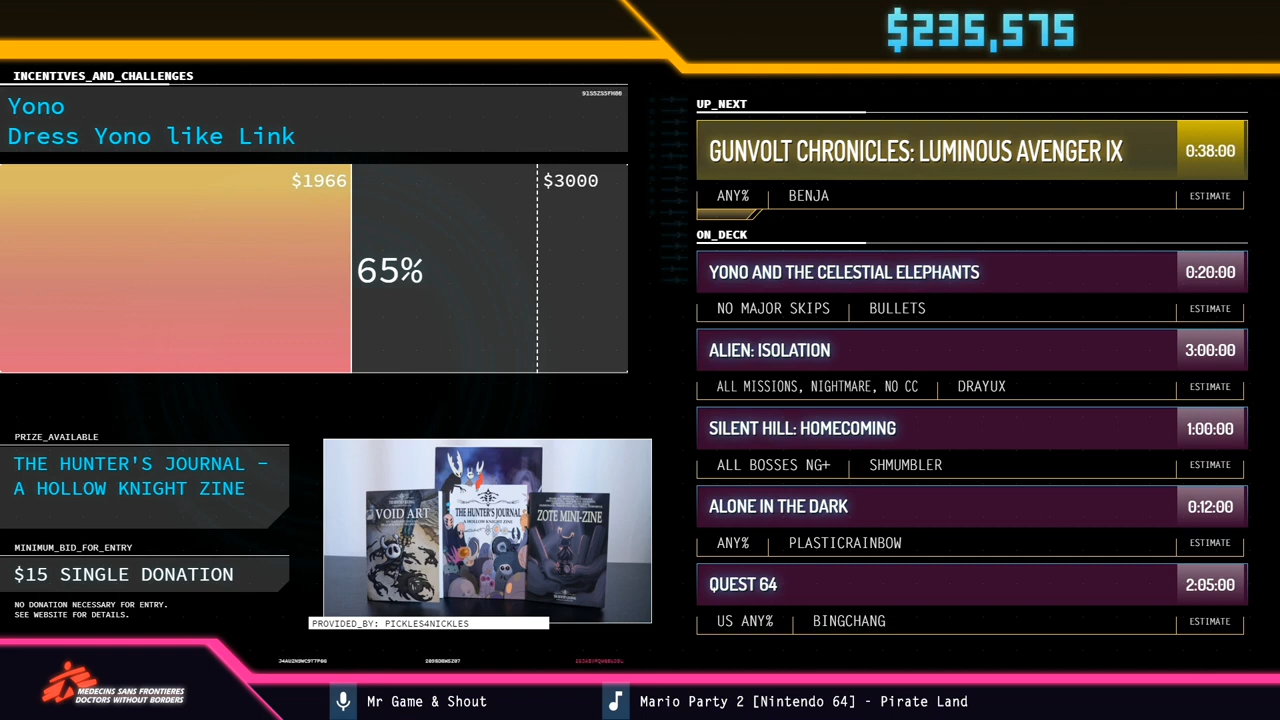 $235,575
INCENTIVES_AND_CHALLENGES
Yono
Dress Yono like Link
$1966
$3000
65%
PRIZE_AVAILABLE
THE HUNTER'S JOURNAL –
A HOLLOW KNIGHT ZINE
MINIMUM_BID_FOR_ENTRY
$15 SINGLE DONATION
NO DONATION NECESSARY FOR ENTRY.
SEE WEBSITE FOR DETAILS.
VOID ART
THE HUNTER'S JOURNAL
A HOLLOW KNIGHT ZINE
ZOTE MINI-ZINE
PROVIDED_BY: PICKLES4NICKLES
UP_NEXT
GUNVOLT CHRONICLES: LUMINOUS AVENGER IX
0:38:00
ANY%
BENJA
ESTIMATE
ON_DECK
YONO AND THE CELESTIAL ELEPHANTS
0:20:00
NO MAJOR SKIPS
BULLETS
ESTIMATE
ALIEN: ISOLATION
3:00:00
ALL MISSIONS, NIGHTMARE, NO CC
DRAYUX
ESTIMATE
SILENT HILL: HOMECOMING
1:00:00
ALL BOSSES NG+
SHMUMBLER
ESTIMATE
ALONE IN THE DARK
0:12:00
ANY%
PLASTICRAINBOW
ESTIMATE
QUEST 64
2:05:00
US ANY%
BINGCHANG
ESTIMATE
MEDECINS SANS FRONTIERES
DOCTORS WITHOUT BORDERS
Mr Game & Shout
Mario Party 2 [Nintendo 64] - Pirate Land